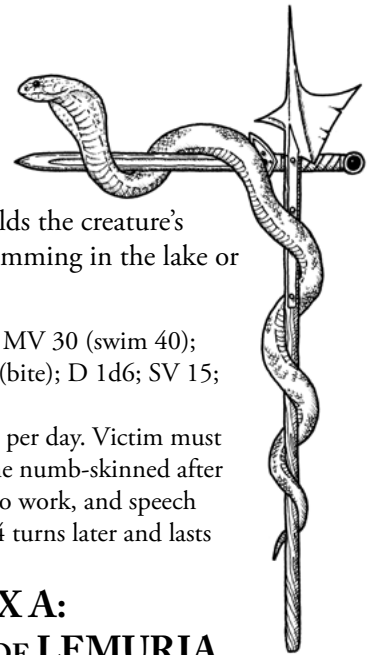 lds the creature's
mming in the lake or
MV 30 (swim 40);
(bite); D 1d6; SV 15;
per day. Victim must
e numb-skinned after
o work, and speech
4 turns later and lasts
X A:
OF LEMURIA